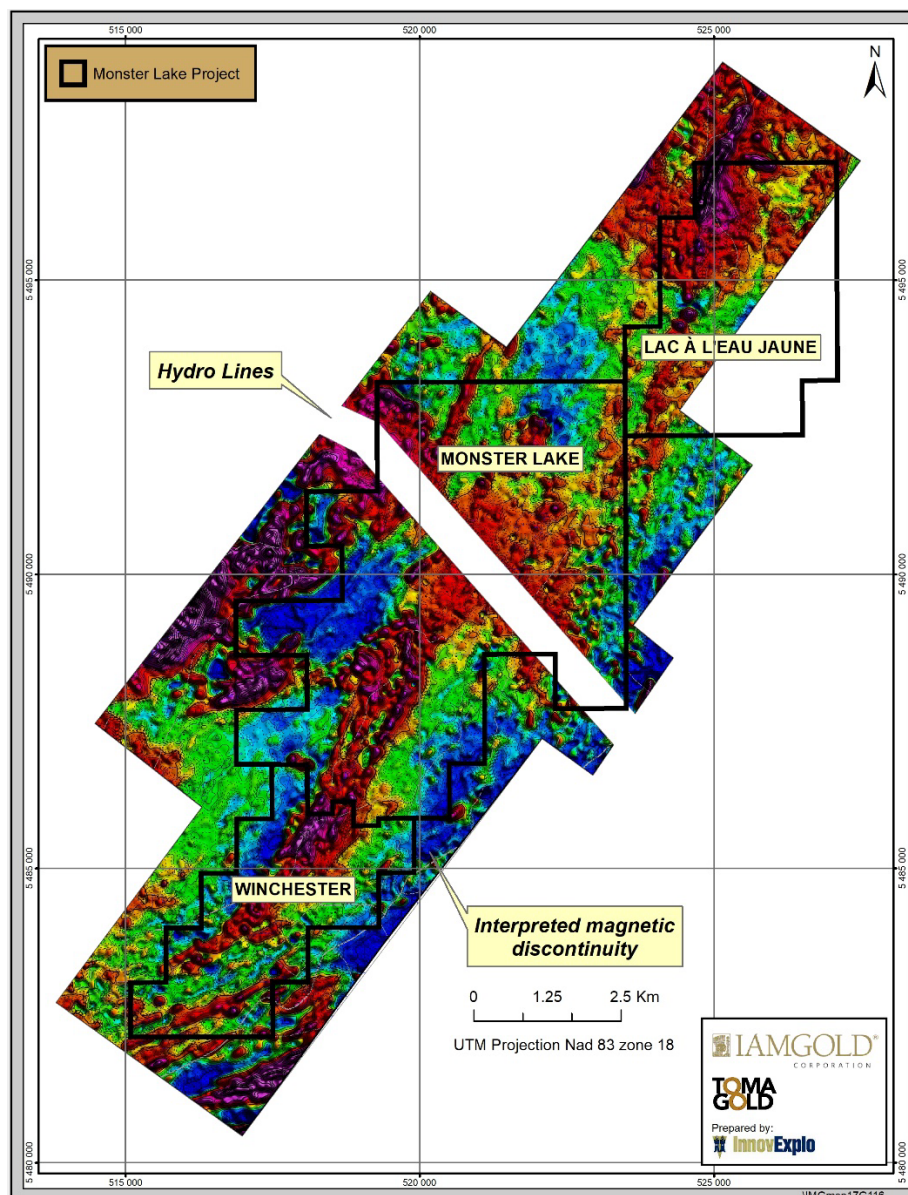 515 000
520 000
525 000
Monster Lake Project
N
5 495 000
5 495 000
LAC À L'EAU JAUNE
Hydro Lines
MONSTER LAKE
5 490 000
5 490 000
5 485 000
5 485 000
WINCHESTER
Interpreted magnetic
discontinuity
0 1.25 2.5 Km
UTM Projection Nad 83 zone 18
IAMGOLD®
CORPORATION
TOMA
GOLD
Prepared by:
InnovExplo
5 480 000
5 480 000
515 000
520 000
525 000